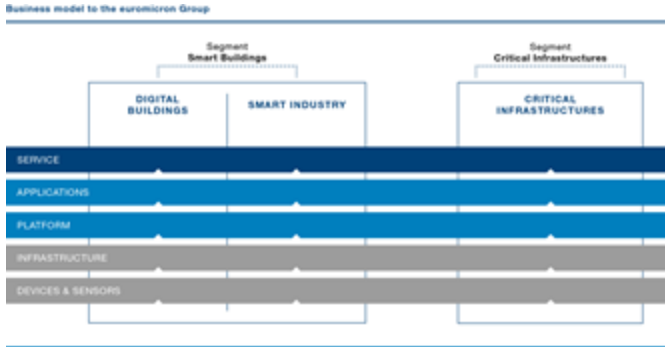 Business model to the euromicron Group
Segment
Smart Buildings
Segment
Critical Infrastructures
DIGITAL
BUILDINGS
SMART INDUSTRY
CRITICAL
INFRASTRUCTURES
SERVICE
APPLICATIONS
PLATFORM
INFRASTRUCTURE
DEVICES & SENSORS